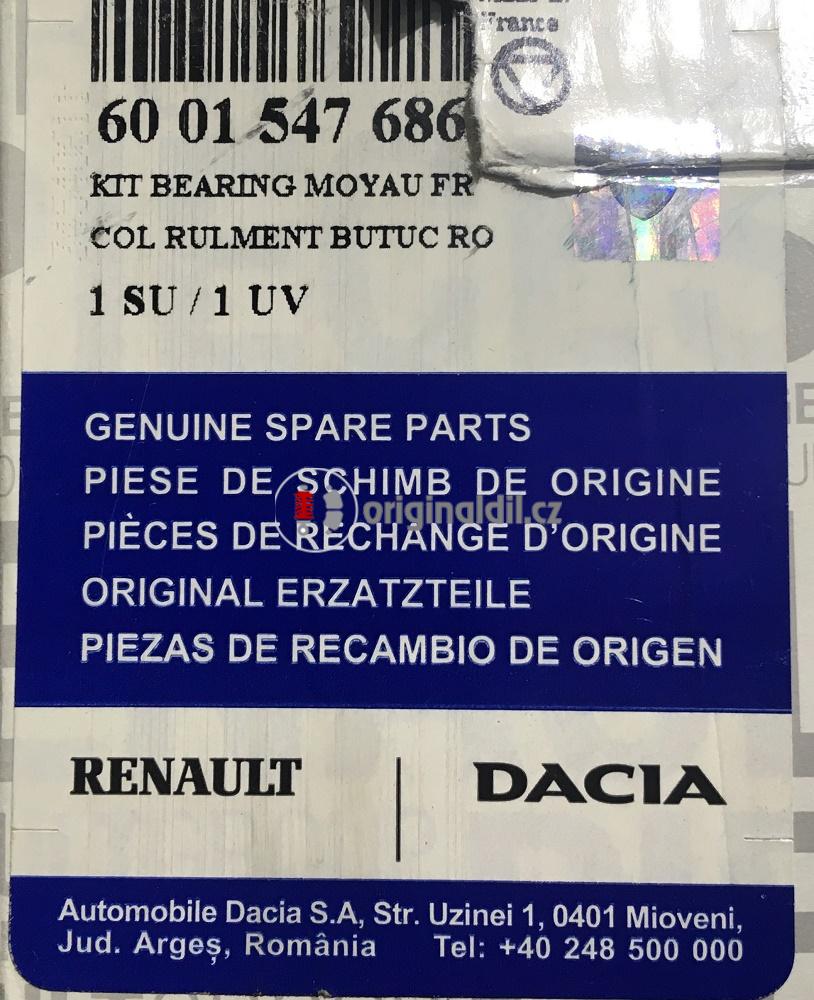 France
60 01 547 686
KIT BEARING MOYAU FR
COL RULMENT BUTUC RO
1 SU / 1 UV
GENUINE SPARE PARTS
PIESE DE SCHIMB DE ORIGINE
originaldil.cz
PIÈCES DE RECHANGE D'ORIGINE
ORIGINAL ERZATZTEILE
PIEZAS DE RECAMBIO DE ORIGEN
RENAULT DACIA
Automobile Dacia S.A, Str. Uzinei 1, 0401 Mioveni,
Jud. Argeș, România Tel: +40 248 500 000